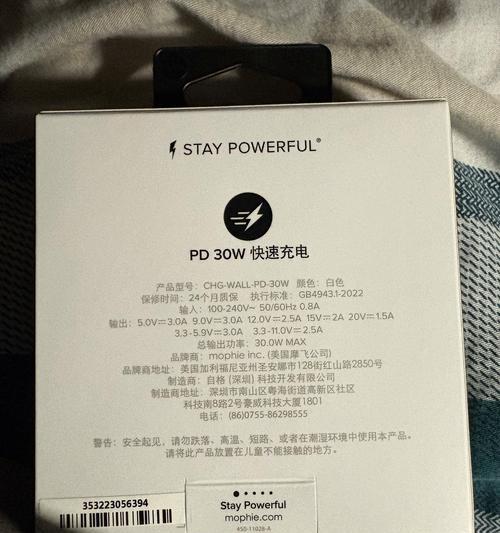 STAY POWERFUL®
PD 30W 快速充电
产品型号：CHG-WALL-PD-30W 颜色：白色
保修时间：24个月质保 执行标准：GB4943.1-2022
输入：100-240V~ 50/60Hz 0.8A
输出：5.0V⎓3.0A 9.0V⎓3.0A 12.0V⎓2.5A 15V⎓2A 20V⎓1.5A
3.3-5.9V⎓3.0A 3.3-11.0V⎓2.5A
总输出功率：30.0W MAX
品牌商：mophie inc. (美国摩飞公司)
品牌商地址：美国加利福尼亚州圣安娜市128街红山路2850号
制造商：自格 (深圳) 科技开发有限公司
制造商地址：深圳市南山区粤海街道高新区社区
科技南8路2号豪威科技大厦1801
电话：(86)0755-86298555
警告：安全起见，请勿跌落、高温、短路、或者在潮湿环境中使用本产品。
请将此产品放置在儿童不能接触的地方。
353223056394
Stay Powerful
mophie.com
4SS-11028-A